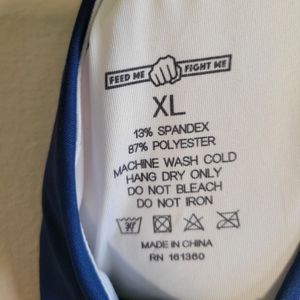 FEED ME FIGHT ME
XL
13% SPANDEX
87% POLYESTER
MACHINE WASH COLD
HANG DRY ONLY
DO NOT BLEACH
DO NOT IRON
MADE IN CHINA
RN 161360